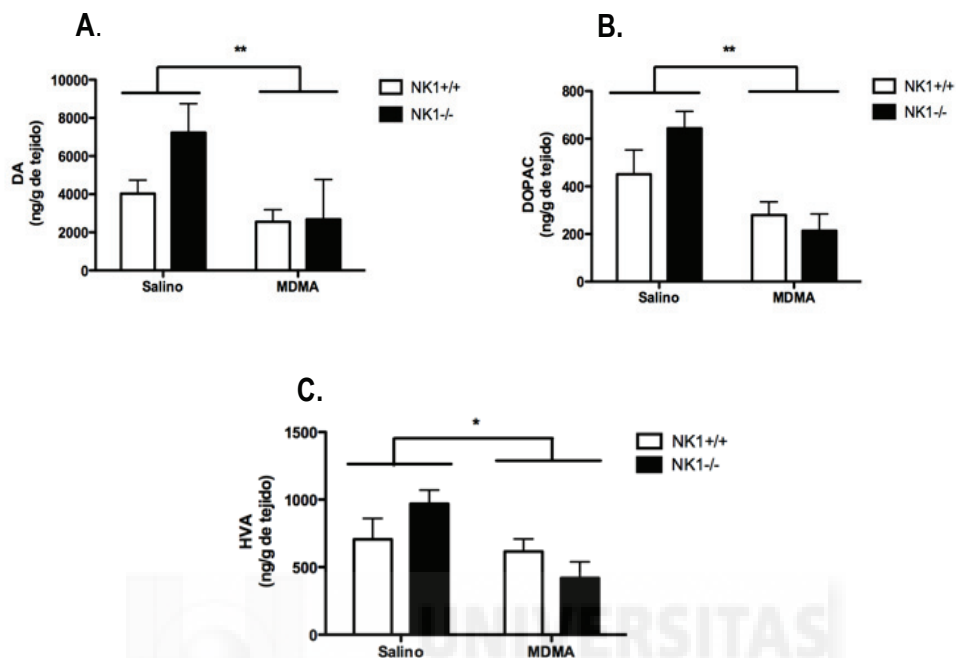 A.
**
10000
8000
6000
4000
2000
0
DA
(ng/g de tejido)
Salino
MDMA
NK1+/+
NK1-/-
B.
**
800
600
400
200
0
DOPAC
(ng/g de tejido)
Salino
MDMA
NK1+/+
NK1-/-
C.
*
1500
1000
500
0
HVA
(ng/g de tejido)
Salino
MDMA
NK1+/+
NK1-/-
UNIVERSITAS